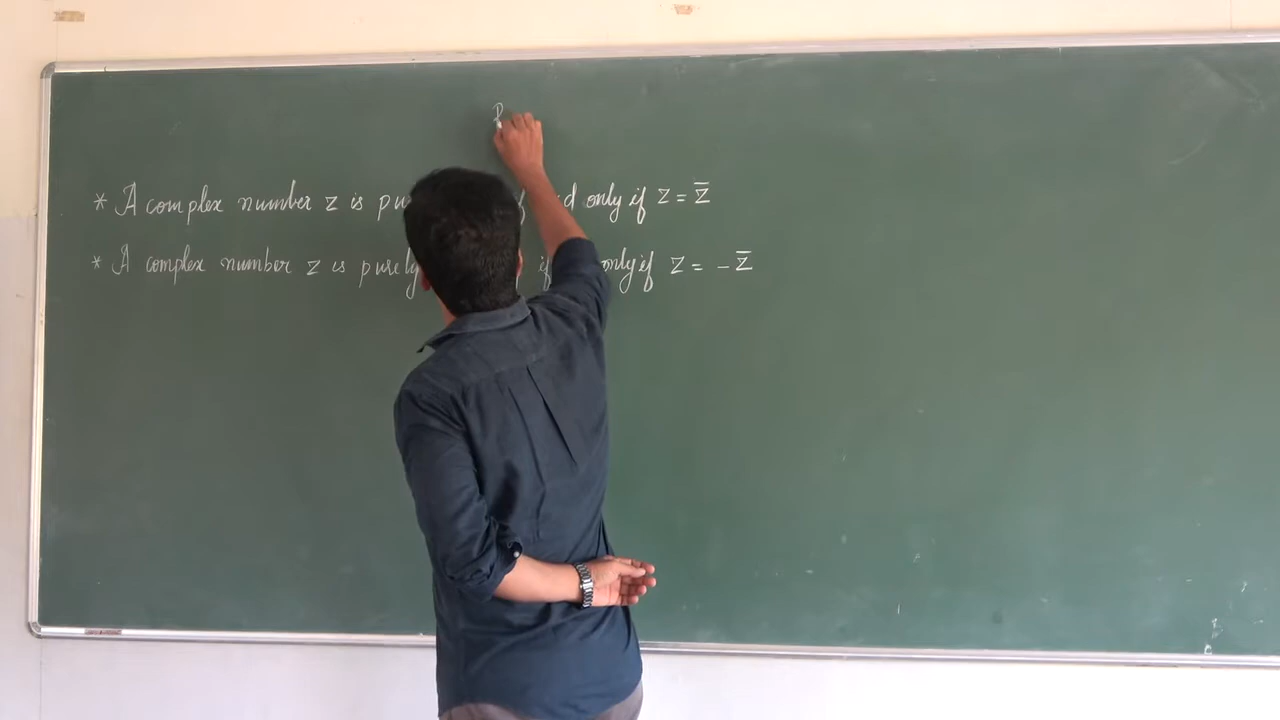 P
* A complex number z is pu d only if z = z̅
* A complex number z is purely if only if z = - z̅